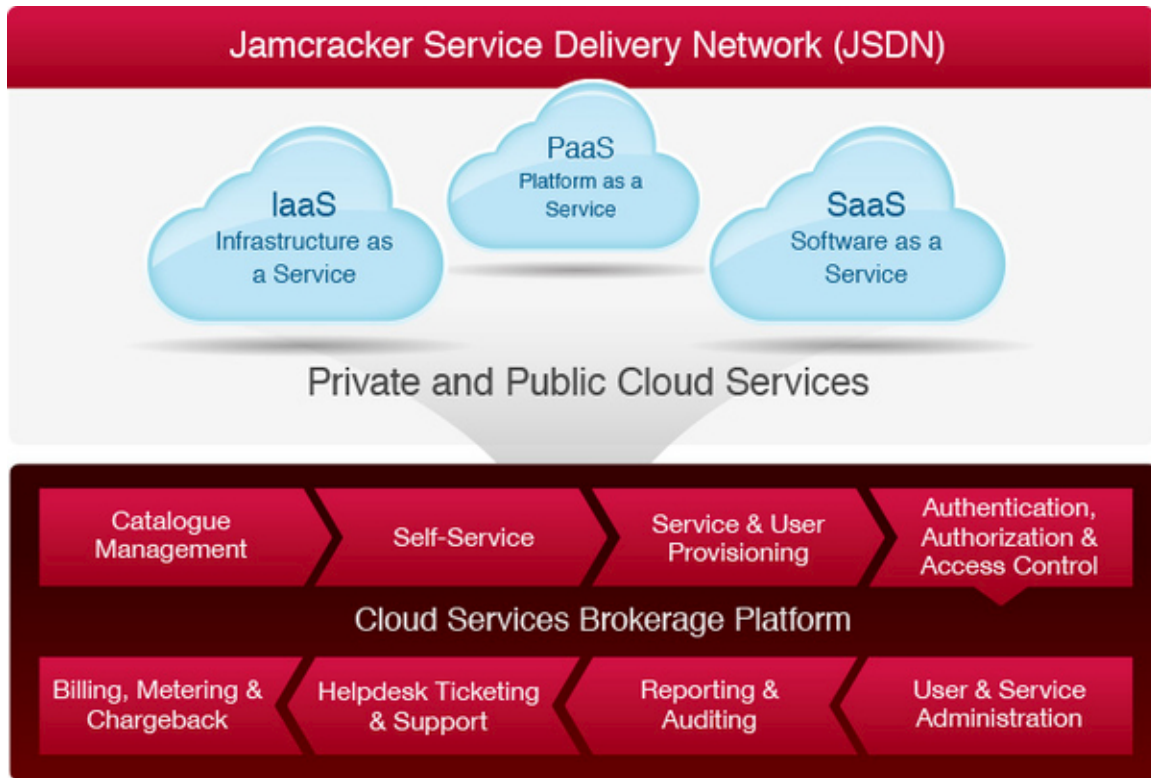 Jamcracker Service Delivery Network (JSDN)
PaaS
Platform as a
Service
IaaS
Infrastructure as
a Service
SaaS
Software as a
Service
Private and Public Cloud Services
Catalogue
Management
Self-Service
Service & User
Provisioning
Authentication,
Authorization &
Access Control
Cloud Services Brokerage Platform
Billing, Metering &
Chargeback
Helpdesk Ticketing
& Support
Reporting &
Auditing
User & Service
Administration